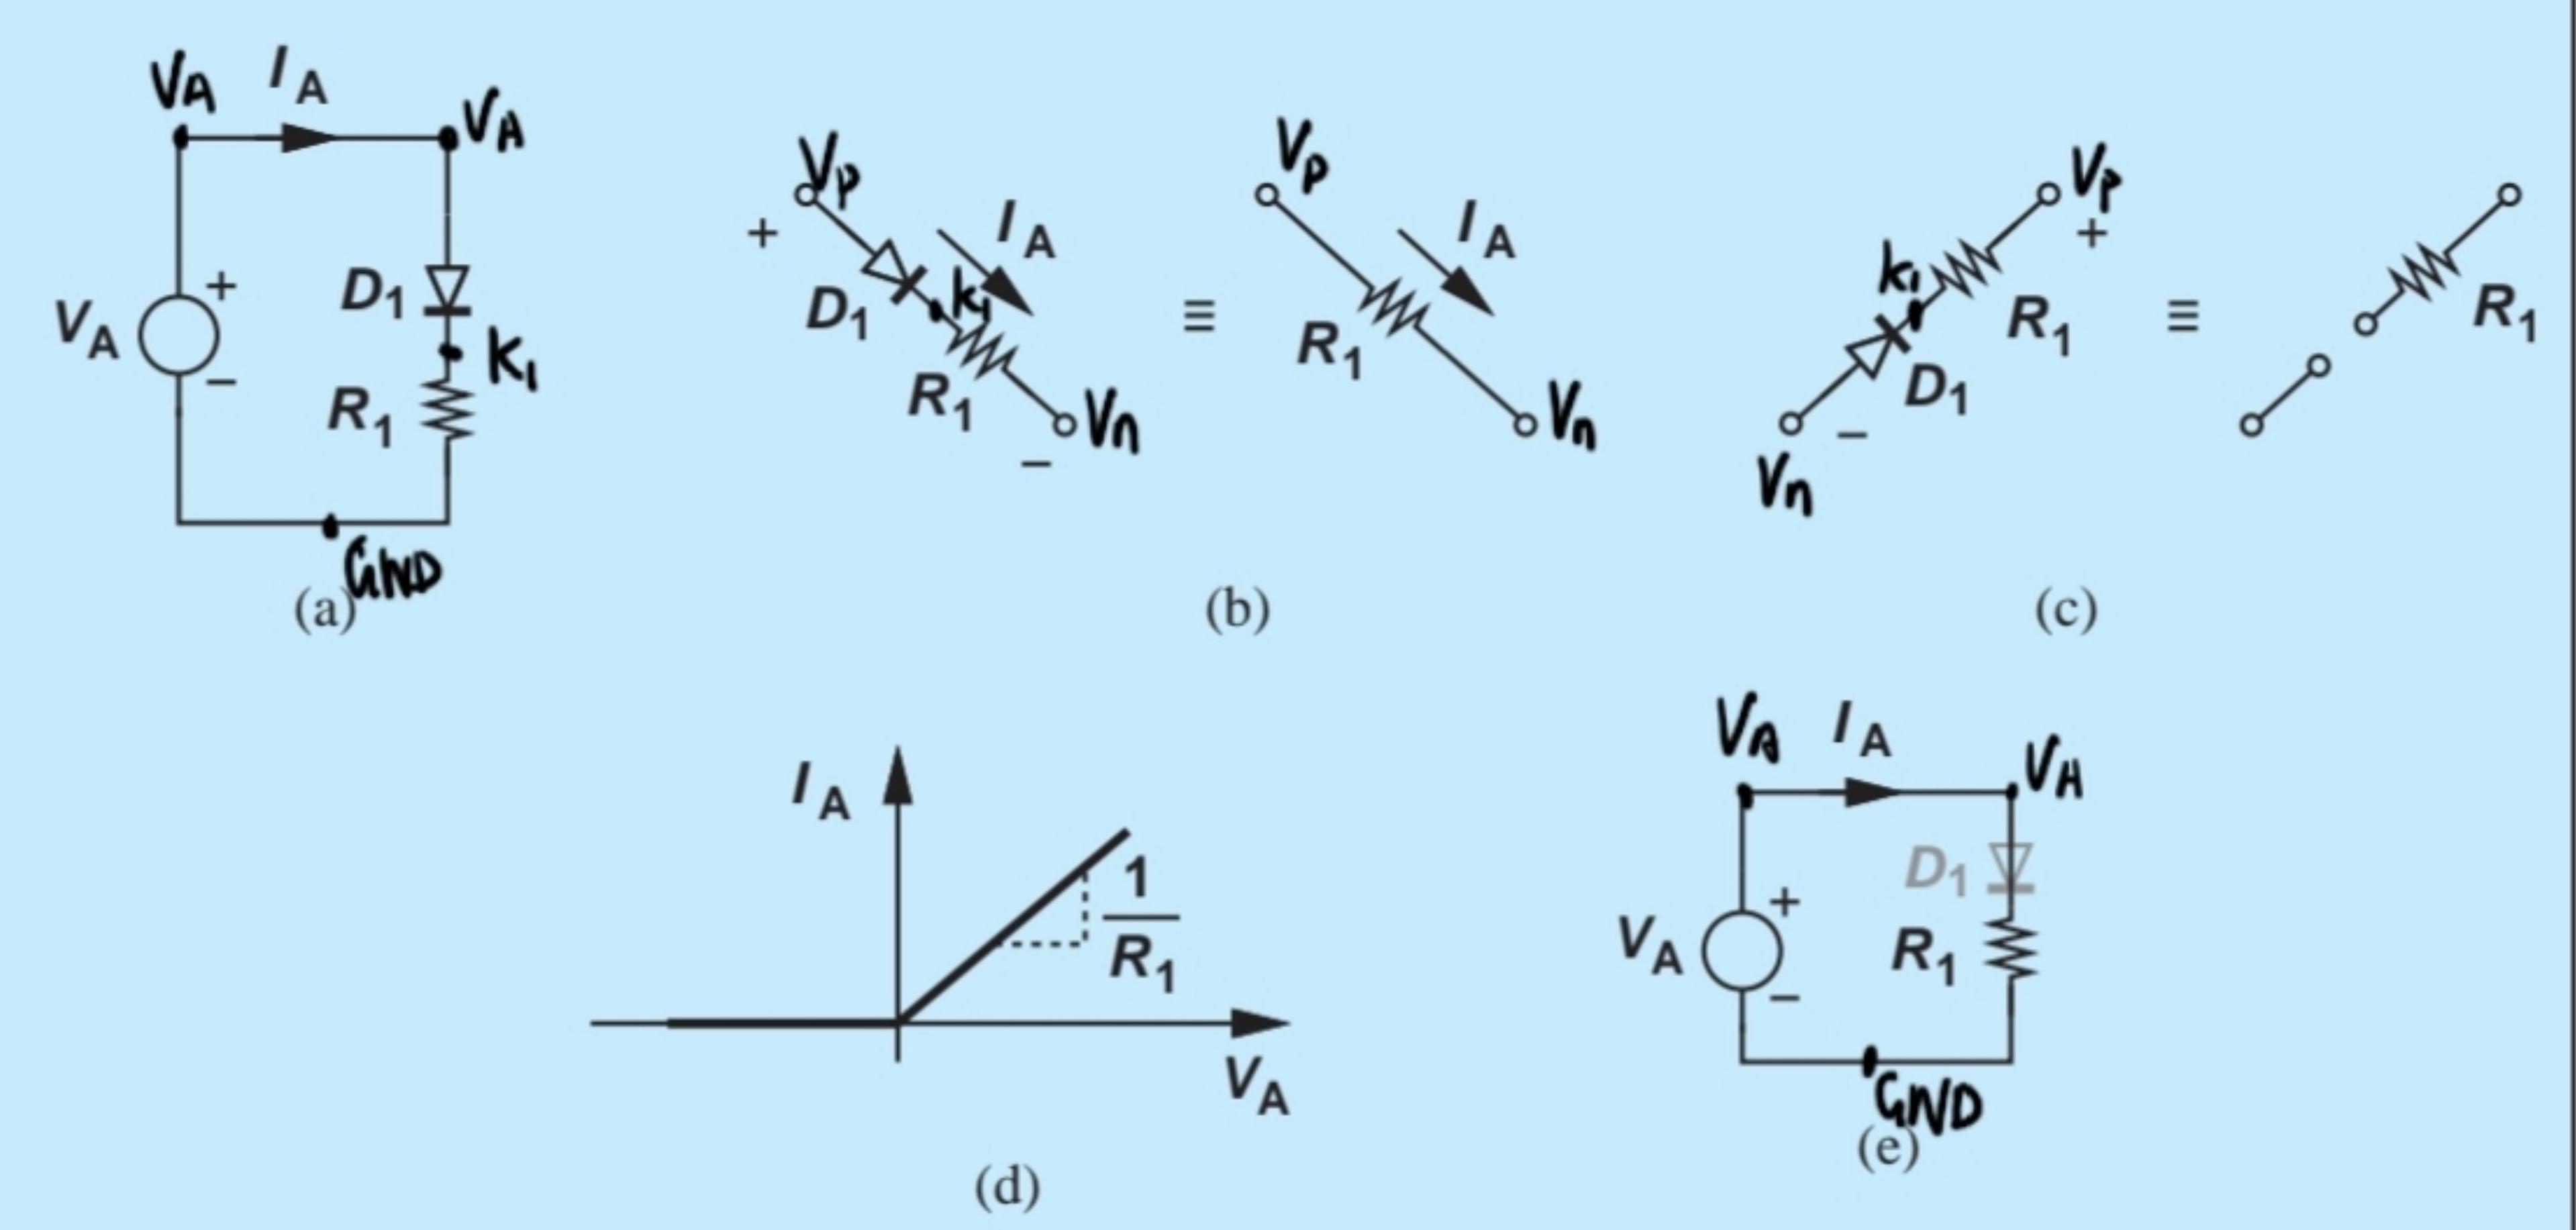 VA IA VA
VA + − D1 K1 R1
GND
(a)
Vp + D1 IA k1 R1 Vn −
≡
Vp IA R1 Vn
(b)
Vp + k1 R1 D1 Vn −
≡
R1
(c)
IA
1
R1
VA
(d)
VA IA VA
D1
VA + − R1
GND
(e)